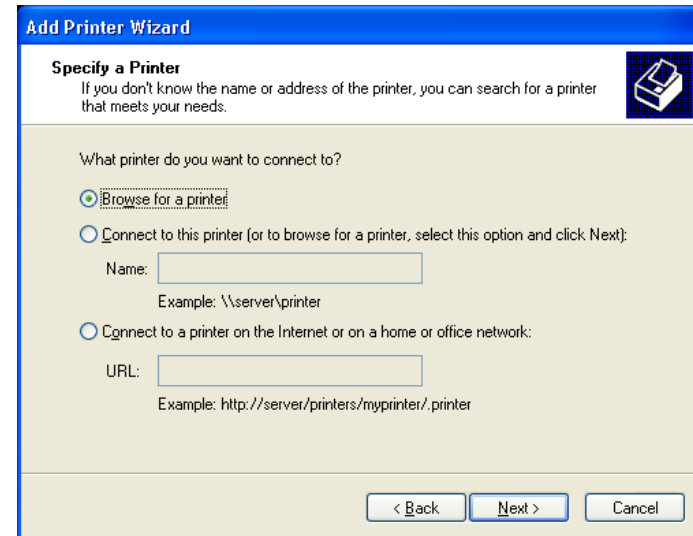 Add Printer Wizard
Specify a Printer
If you don't know the name or address of the printer, you can search for a printer
that meets your needs.
What printer do you want to connect to?
Browse for a printer
Connect to this printer (or to browse for a printer, select this option and click Next):
Name:
Example: \\server\printer
Connect to a printer on the Internet or on a home or office network:
URL:
Example: http://server/printers/myprinter/.printer
< Back Next > Cancel